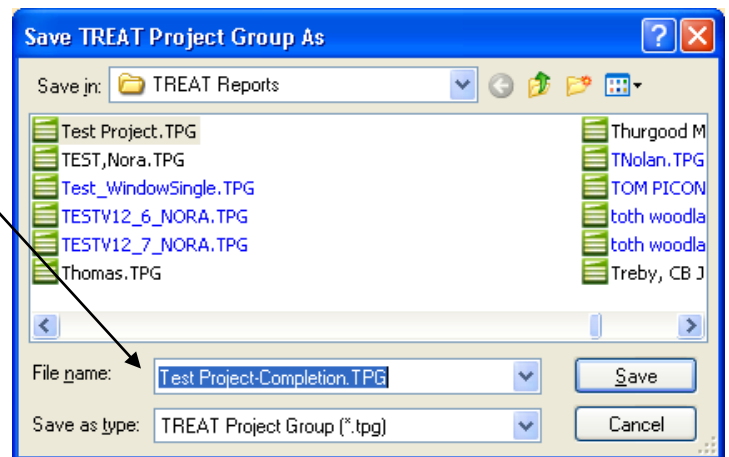 Save TREAT Project Group As
Save in: TREAT Reports
Test Project.TPG
TEST,Nora.TPG
Test_WindowSingle.TPG
TESTV12_6_NORA.TPG
TESTV12_7_NORA.TPG
Thomas.TPG
Thurgood M
TNolan.TPG
TOM PICON
toth woodla
toth woodla
Treby, CB J
File name: Test Project-Completion.TPG Save
Save as type: TREAT Project Group (*.tpg) Cancel